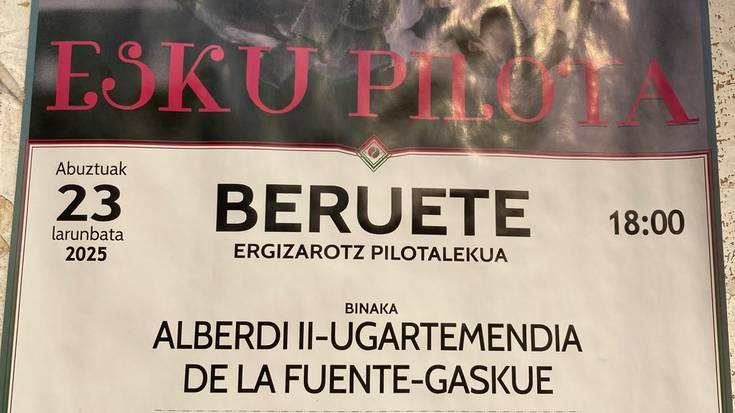 ESKU PILOTA
Abuztuak
23
larunbata
2025
BERUETE
ERGIZAROTZ PILOTALEKUA
18:00
BINAKA
ALBERDI II-UGARTEMENDIA
DE LA FUENTE-GASKUE